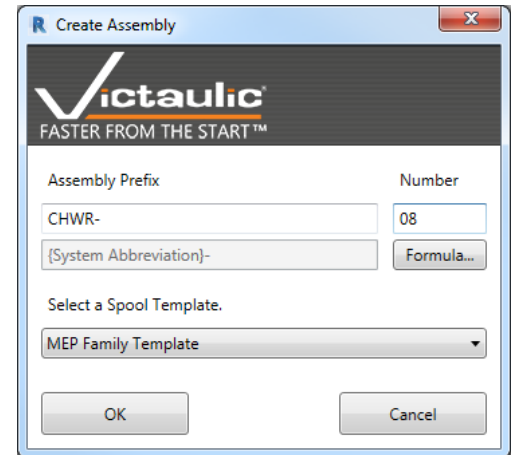 R Create Assembly
Victaulic®
FASTER FROM THE START™
Assembly Prefix Number
CHWR- 08
{System Abbreviation}- Formula...
Select a Spool Template.
MEP Family Template
OK Cancel